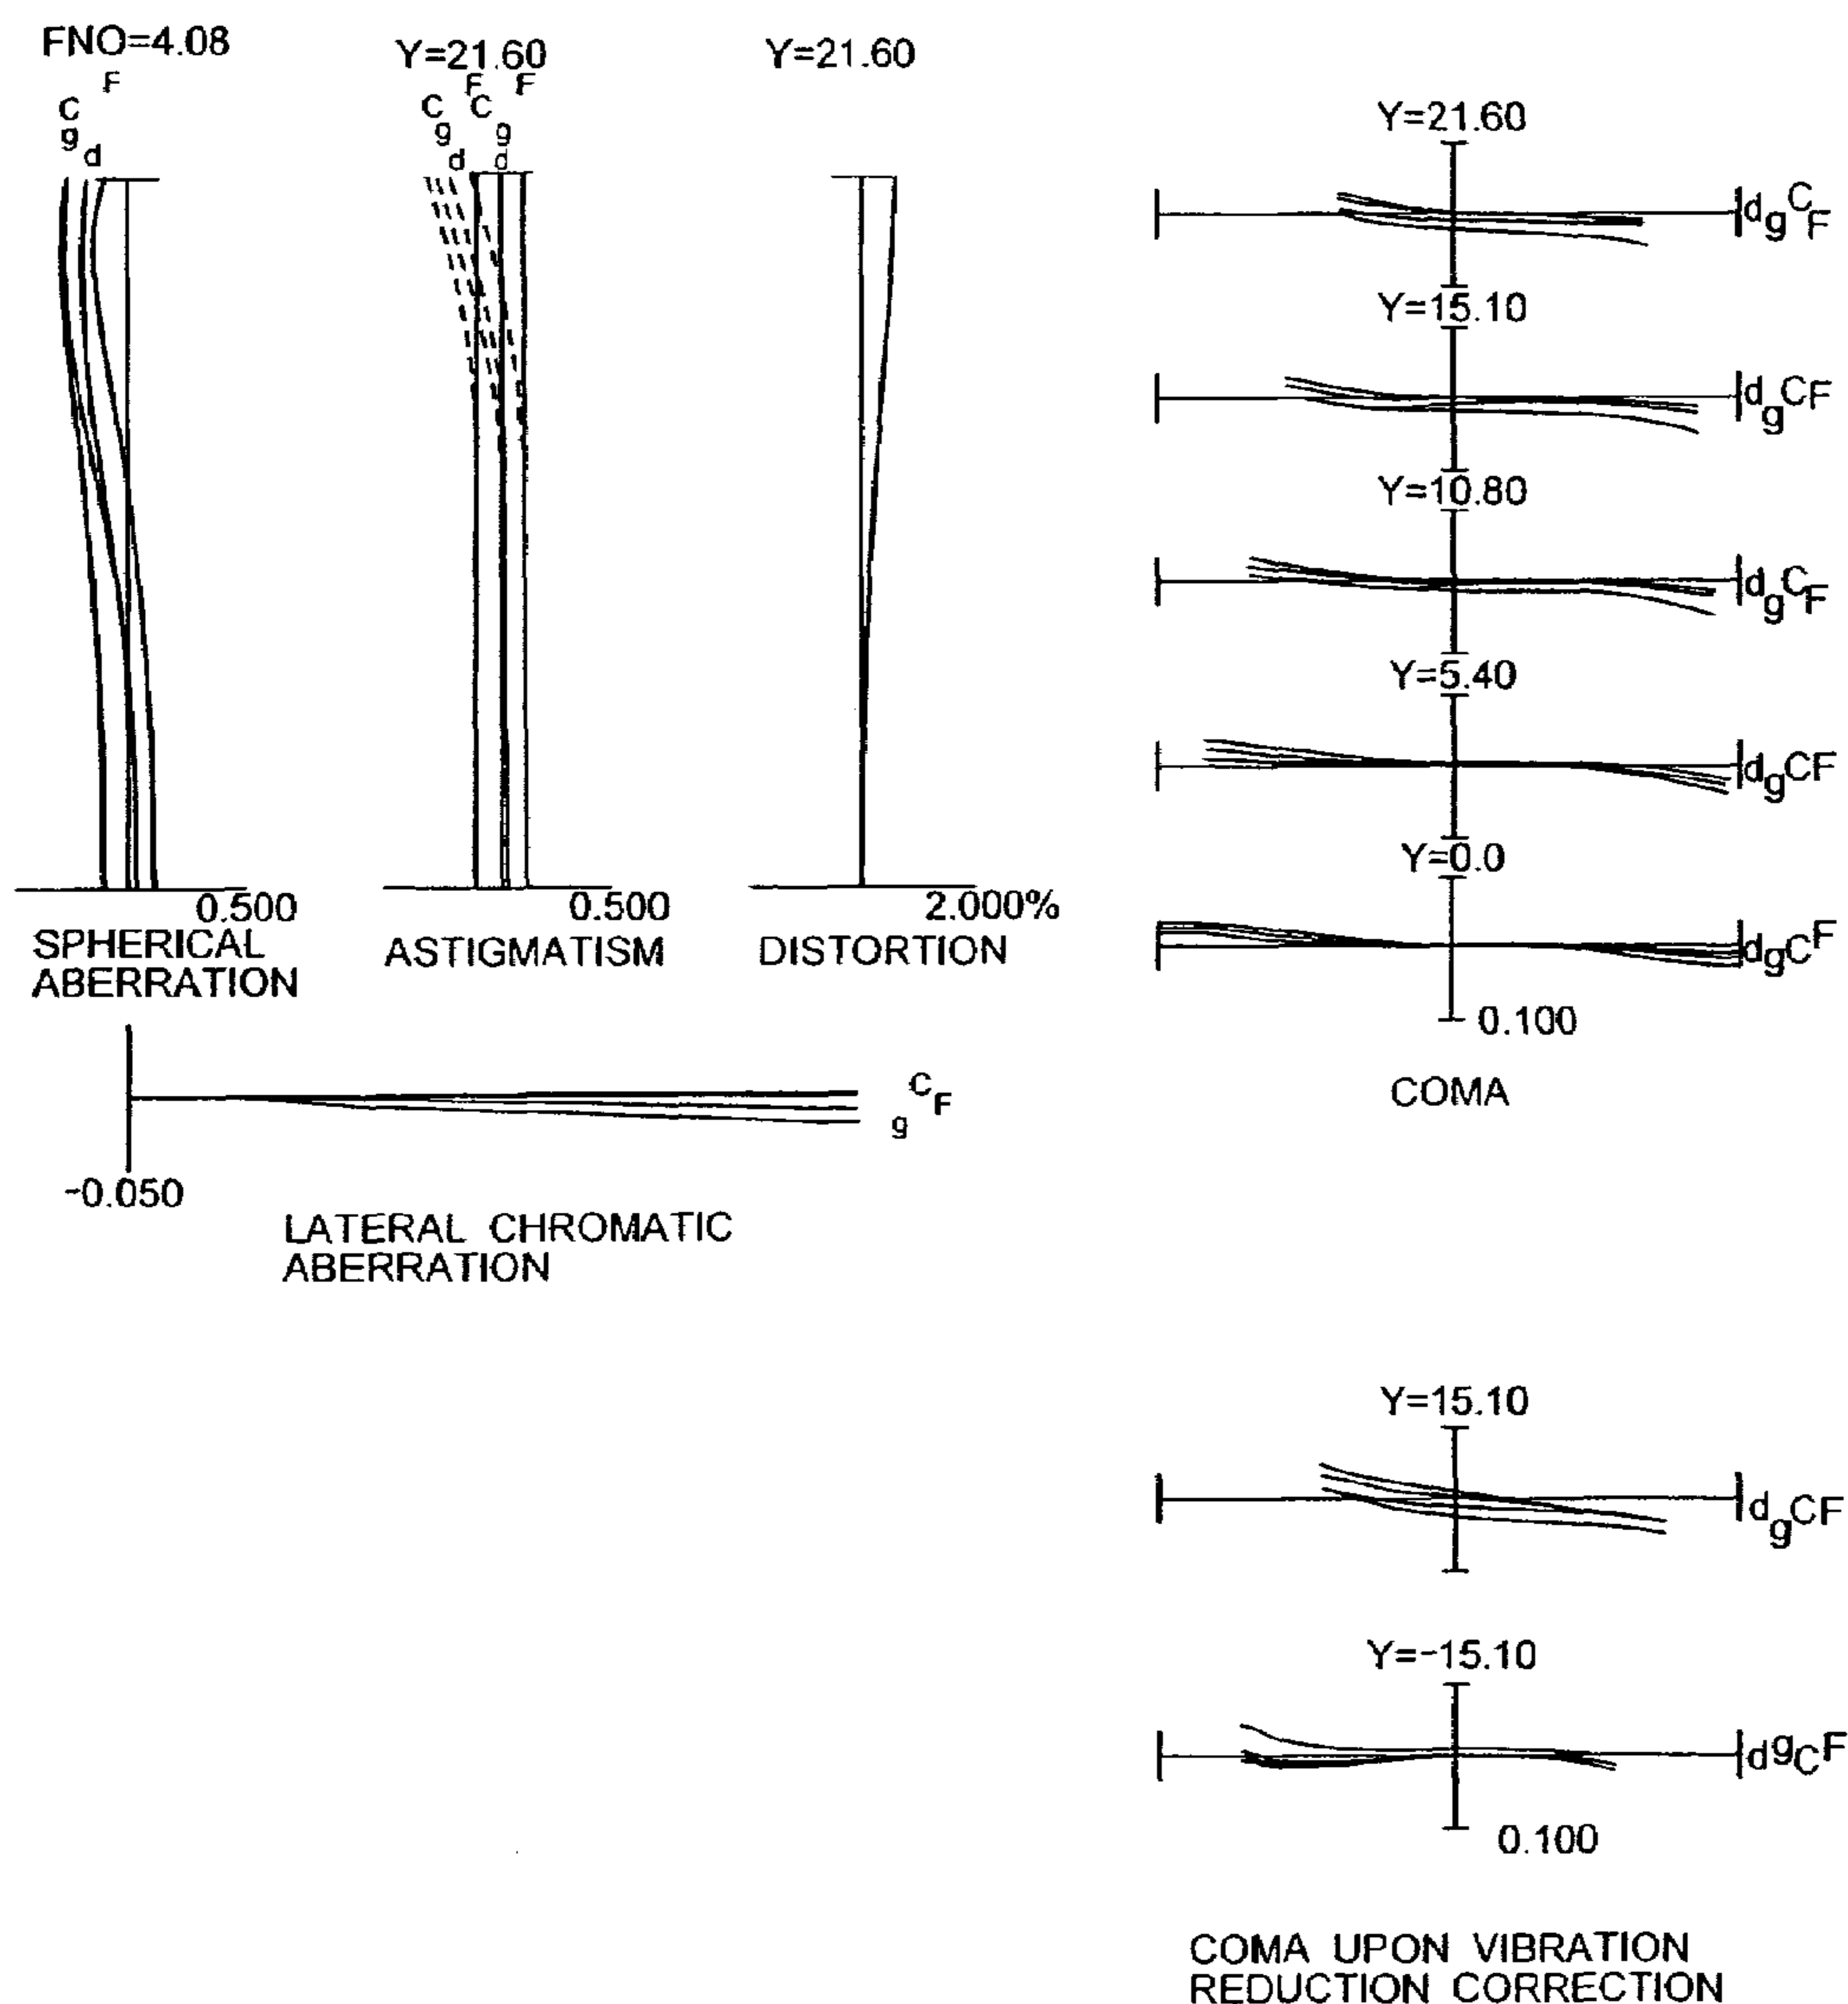 FNO=4.08
F
C
g
d
0.500
SPHERICAL
ABERRATION
Y=21.60
F F
C C
g g
d d
0.500
ASTIGMATISM
Y=21.60
2.000%
DISTORTION
C
F
g
-0.050
LATERAL CHROMATIC
ABERRATION
Y=21.60
d g C F
Y=15.10
d g C F
Y=10.80
d g C F
Y=5.40
d g C F
Y=0.0
d g C F
0.100
COMA
Y=15.10
d g C F
Y=-15.10
d g C F
0.100
COMA UPON VIBRATION
REDUCTION CORRECTION